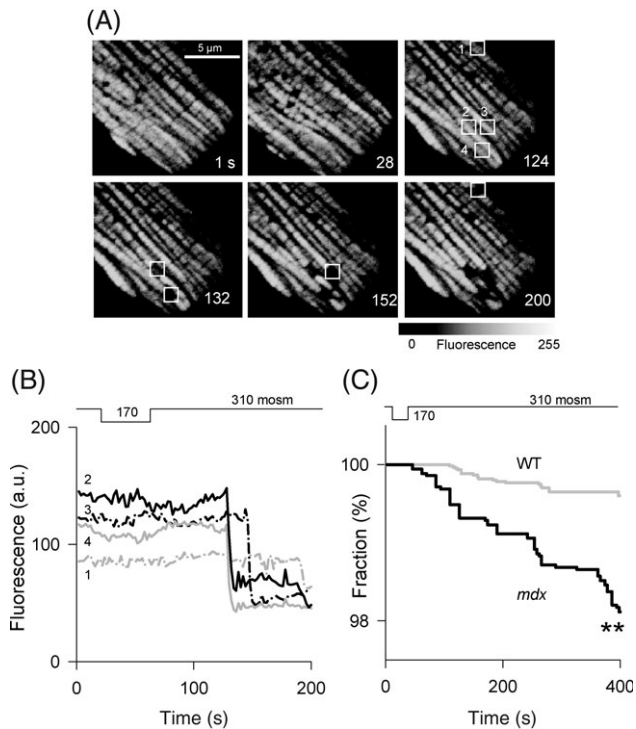 (A)
5 µm
1 s
28
1
2 3
4
124
132
152
200
0 Fluorescence 255
(B)
310 mosm
170
200
100
0
Fluorescence (a.u.)
2
3
4
1
0 100 200
Time (s)
(C)
310 mosm
170
100
98
Fraction (%)
WT
mdx
**
0 200 400
Time (s)